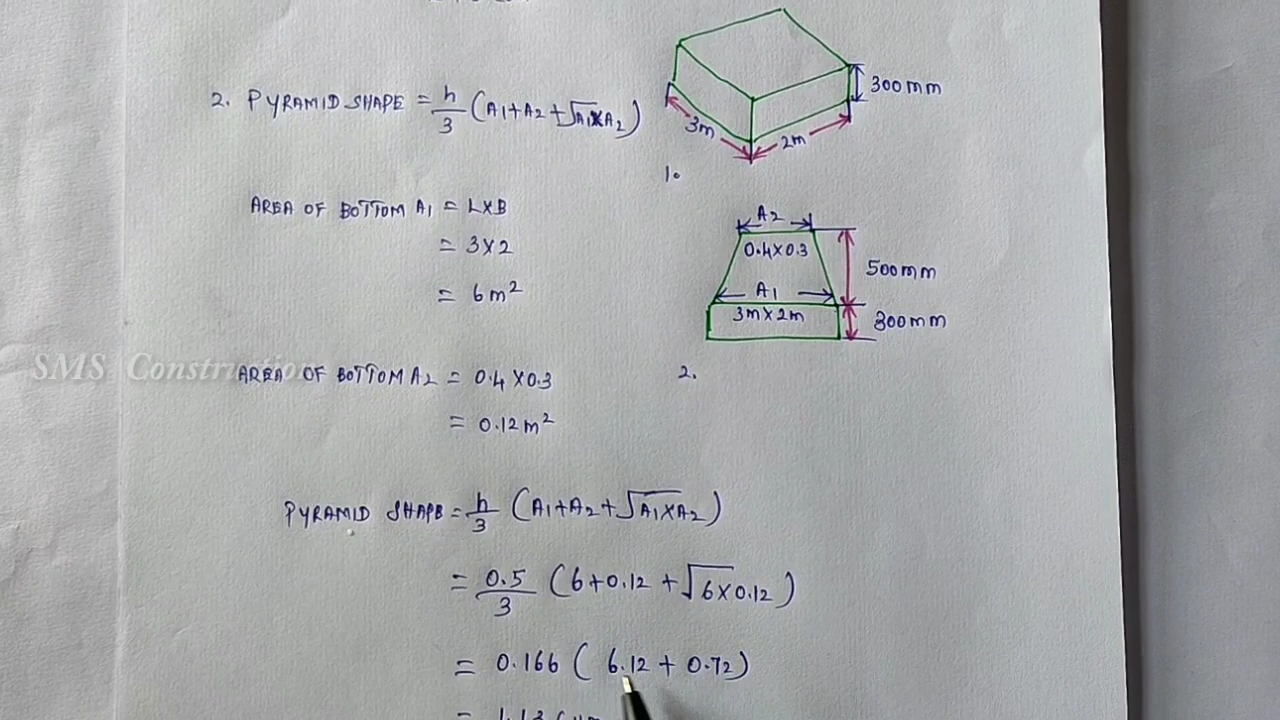 2. PYRAMID SHAPE = h/3 (A1+A2+√A1XA2)
300mm
3m
2m
1.
AREA OF BOTTOM A1 = LXB
= 3X2
= 6m²
A2
0.4X0.3
500mm
A1
3mX2m
300mm
2.
SMS Construction
AREA OF BOTTOM A2 = 0.4X0.3
= 0.12m²
PYRAMID SHAPE = h/3 (A1+A2+√A1XA2)
= 0.5/3 (6+0.12+√6X0.12)
= 0.166 (6.12+0.72)